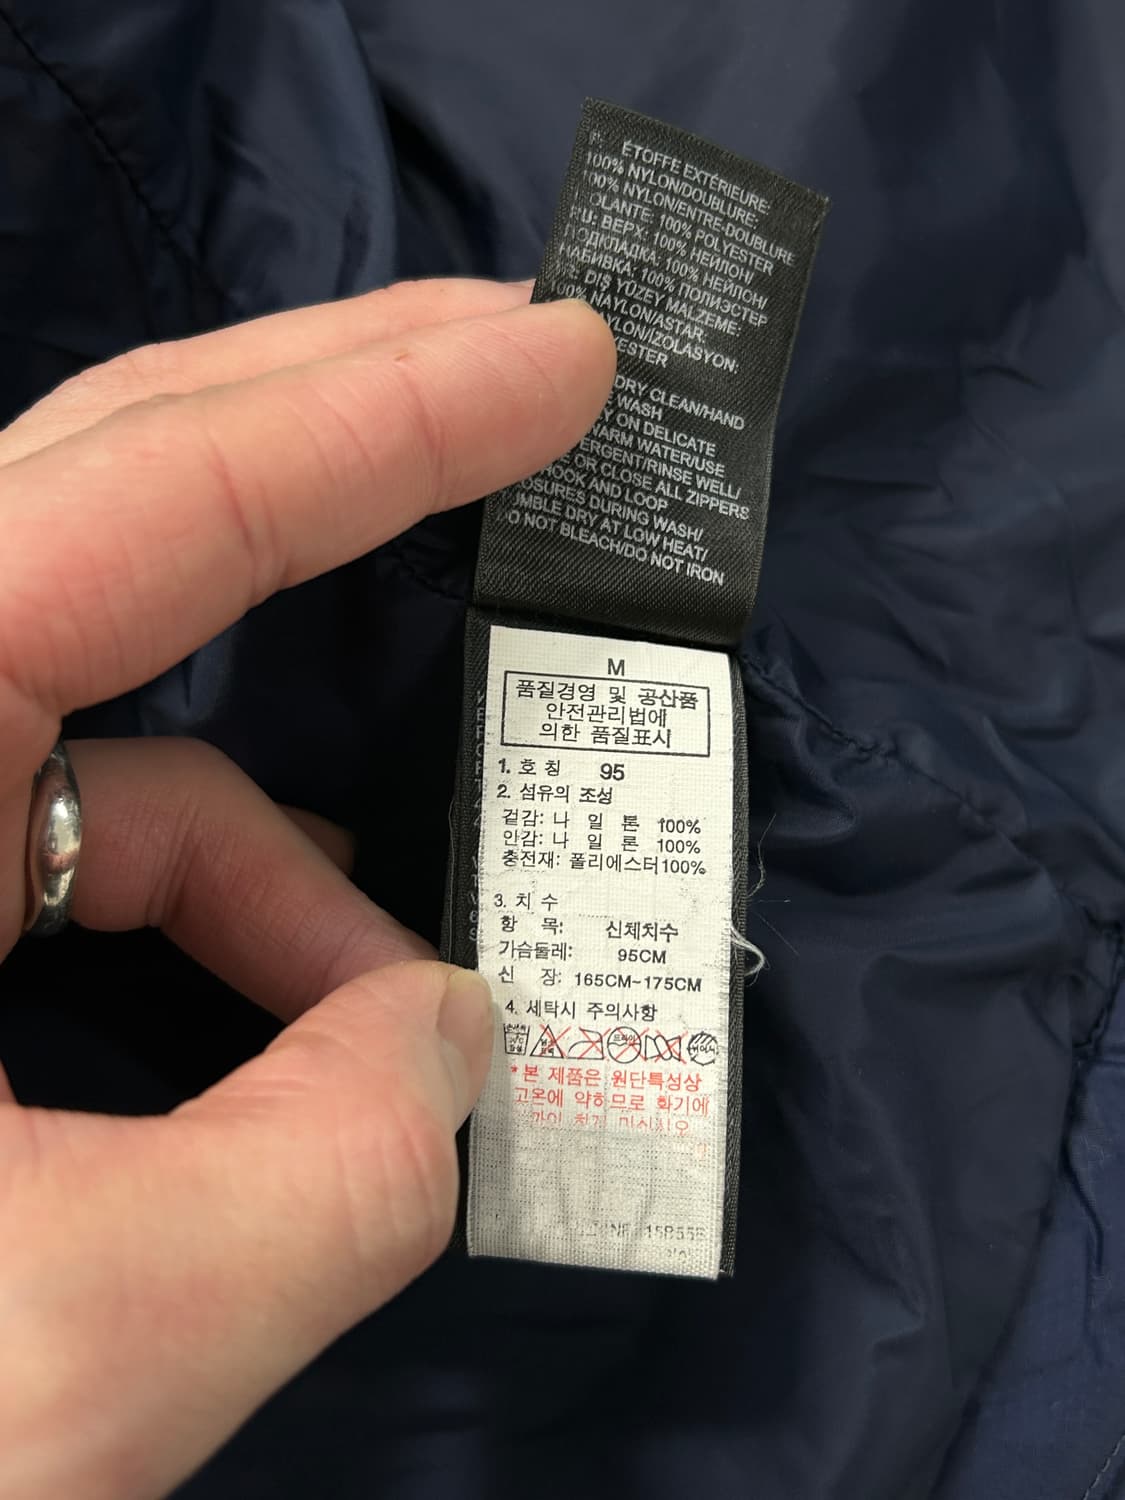 ÉTOFFE EXTÉRIEURE:
100% NYLON/DOUBLURE:
100% NYLON/ENTRE-DOUBLURE
100% POLYESTER
RU: ВЕРХ: 100% НЕЙЛОН/
ПОДКЛАДКА: 100% НЕЙЛОН/
НАБИВКА: 100% ПОЛИЭСТЕР
DIŞ YÜZEY MALZEME:
100% NAYLON/ASTAR:
YLON/İZOLASYON:
YESTER
DRY CLEAN/HAND
WASH
ON DELICATE
WARM WATER/USE
ERGENT/RINSE WELL/
OR CLOSE ALL ZIPPERS
HOOK AND LOOP
OSURES DURING WASH/
MBLE DRY AT LOW HEAT/
DO NOT BLEACH/DO NOT IRON
M
품질경영 및 공산품
안전관리법에
의한 품질표시
1. 호 칭 95
2. 섬유의 조성
겉감: 나 일 론 100%
안감: 나 일 론 100%
충전재: 폴리에스터100%
3. 치 수
항 목: 신체치수
가슴둘레: 95CM
신 장: 165CM~175CM
4. 세탁시 주의사항
드라이
*본 제품은 원단특성상
고온에 약하므로 화기에